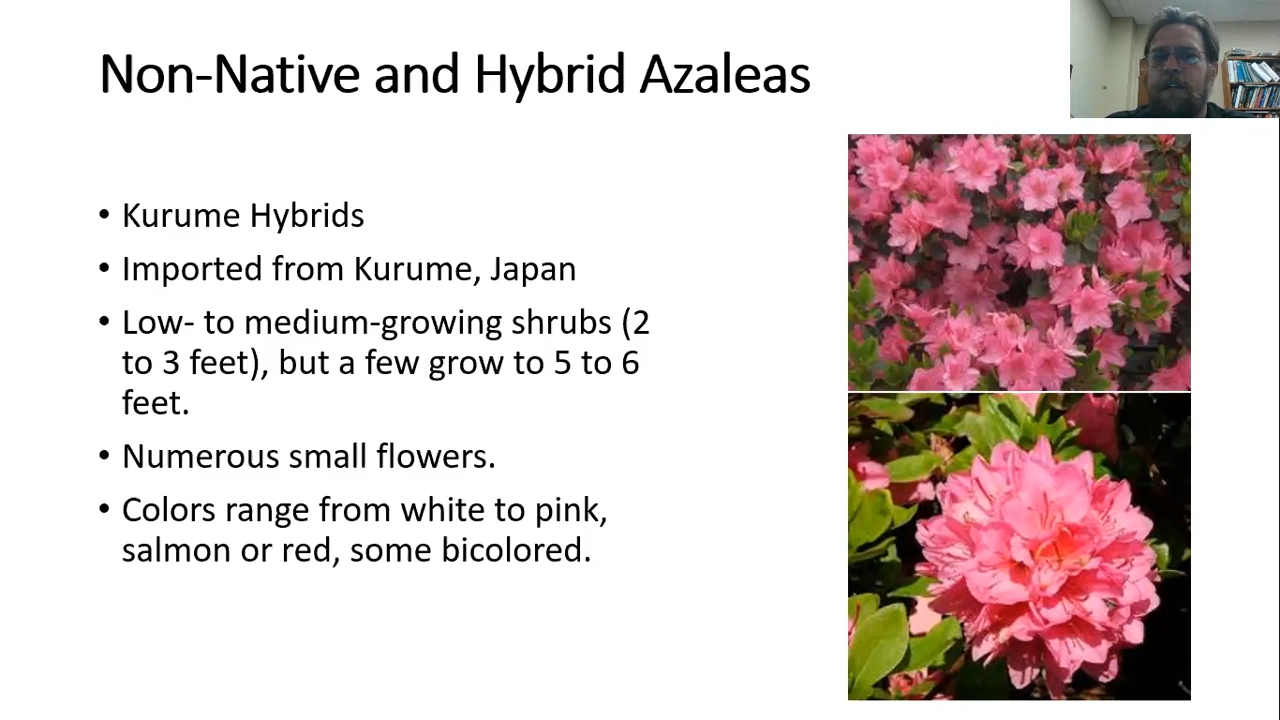 Non-Native and Hybrid Azaleas
• Kurume Hybrids
• Imported from Kurume, Japan
• Low- to medium-growing shrubs (2
to 3 feet), but a few grow to 5 to 6
feet.
• Numerous small flowers.
• Colors range from white to pink,
salmon or red, some bicolored.